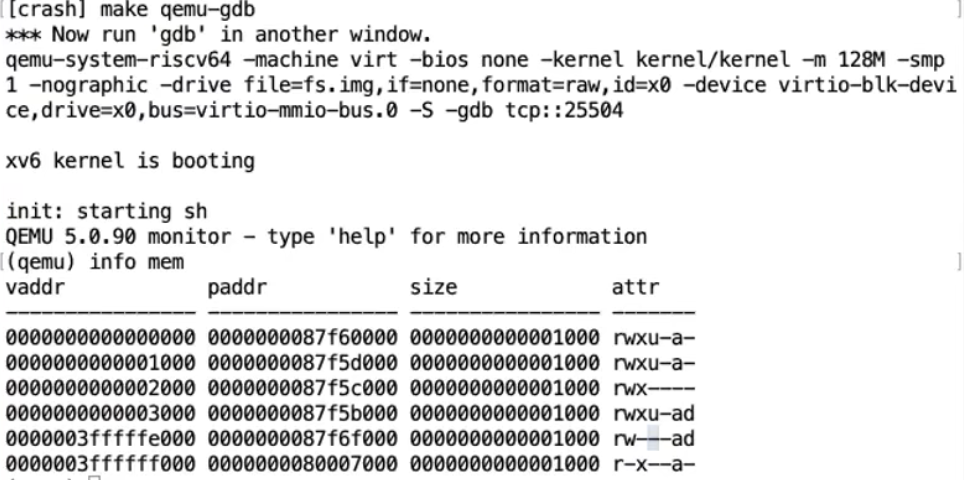 [crash] make qemu-gdb
*** Now run 'gdb' in another window.
qemu-system-riscv64 -machine virt -bios none -kernel kernel/kernel -m 128M -smp
1 -nographic -drive file=fs.img,if=none,format=raw,id=x0 -device virtio-blk-devi
ce,drive=x0,bus=virtio-mmio-bus.0 -S -gdb tcp::25504
xv6 kernel is booting
init: starting sh
QEMU 5.0.90 monitor - type 'help' for more information
(qemu) info mem
vaddr            paddr            size             attr
---------------- ---------------- ---------------- -------
0000000000000000 0000000087f60000 0000000000001000 rwxu-a-
0000000000001000 0000000087f5d000 0000000000001000 rwxu-a-
0000000000002000 0000000087f5c000 0000000000001000 rwx----
0000000000003000 0000000087f5b000 0000000000001000 rwxu-ad
0000003fffffe000 0000000087f6f000 0000000000001000 rw---ad
0000003ffffff000 0000000080007000 0000000000001000 r-x--a-